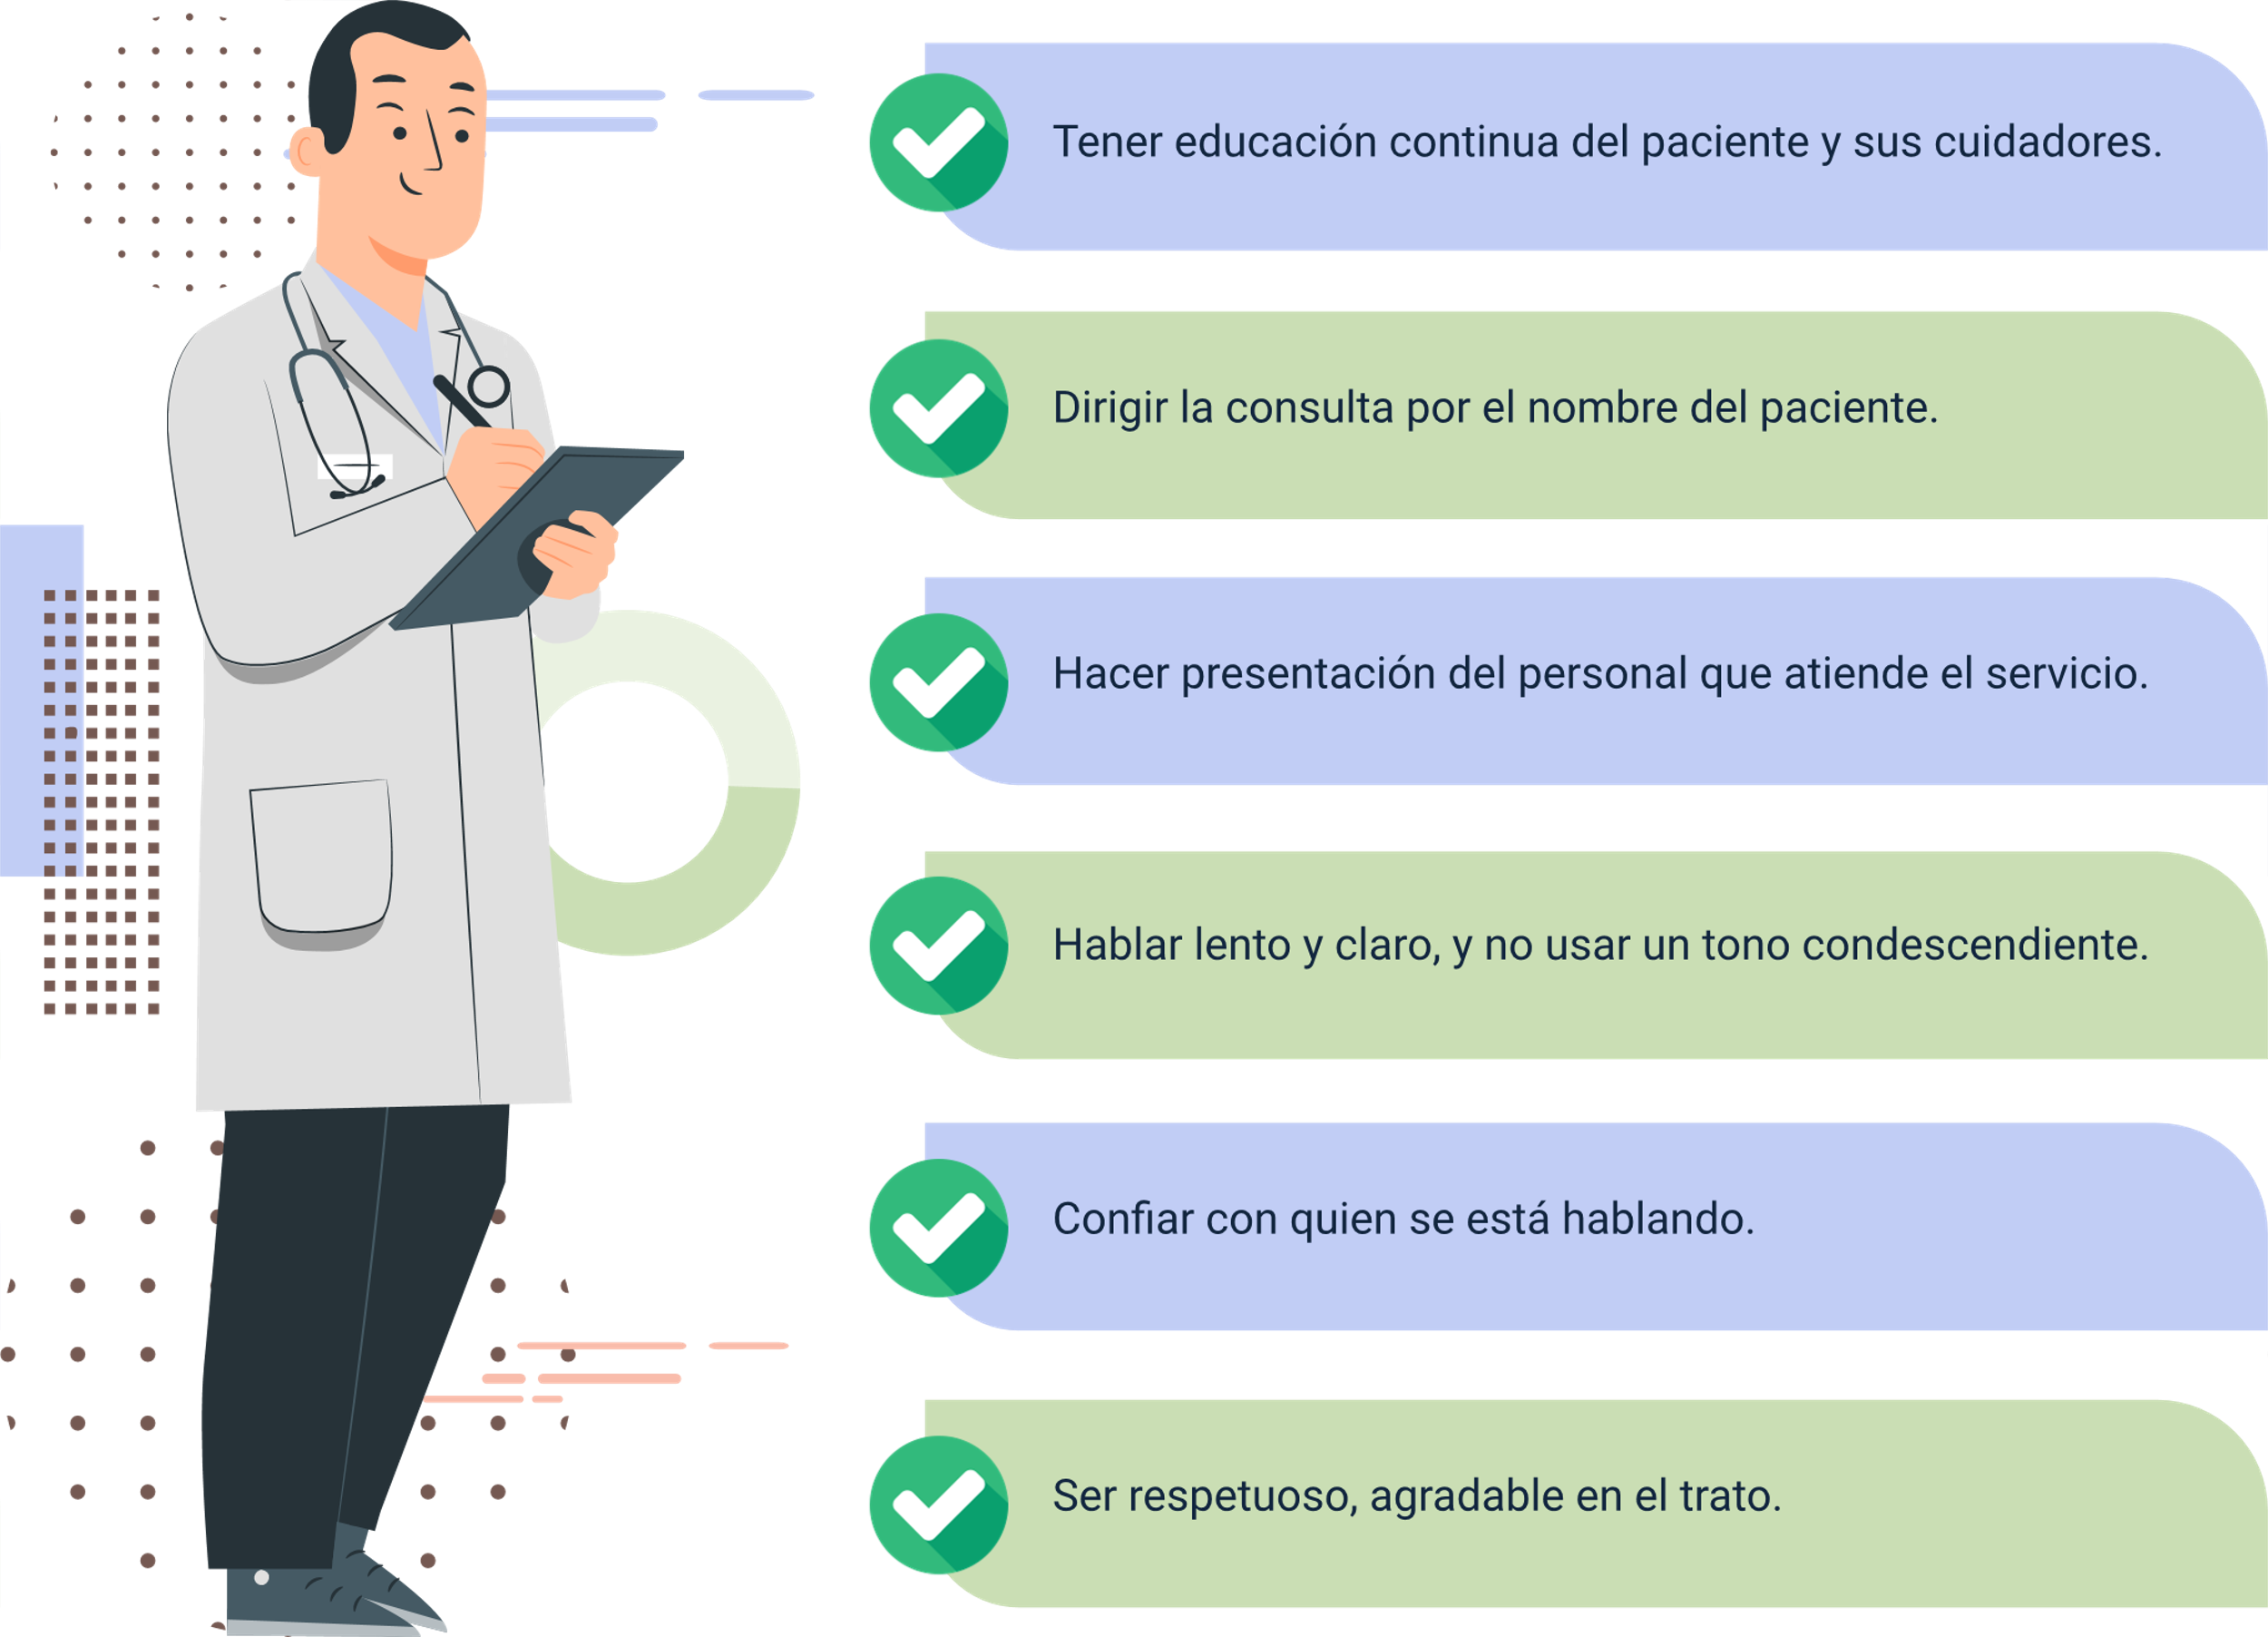 Tener educación continua del paciente y sus cuidadores.
Dirigir la consulta por el nombre del paciente.
Hacer presentación del personal que atiende el servicio.
Hablar lento y claro, y no usar un tono condescendiente.
Confiar con quien se está hablando.
Ser respetuoso, agradable en el trato.